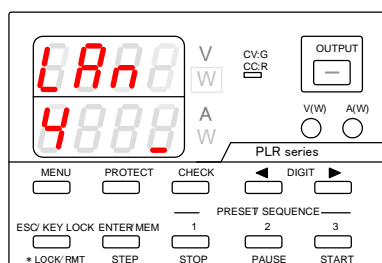 LAn
V
W
4 _
A
W
CV:G
CC:R
OUTPUT
V(W) A(W)
PLR series
MENU PROTECT CHECK ◀ DIGIT ▶
PRESET/ SEQUENCE
ESC/ KEY LOCK ENTER/MEM 1 2 3
* LOCK/ RMT STEP STOP PAUSE START